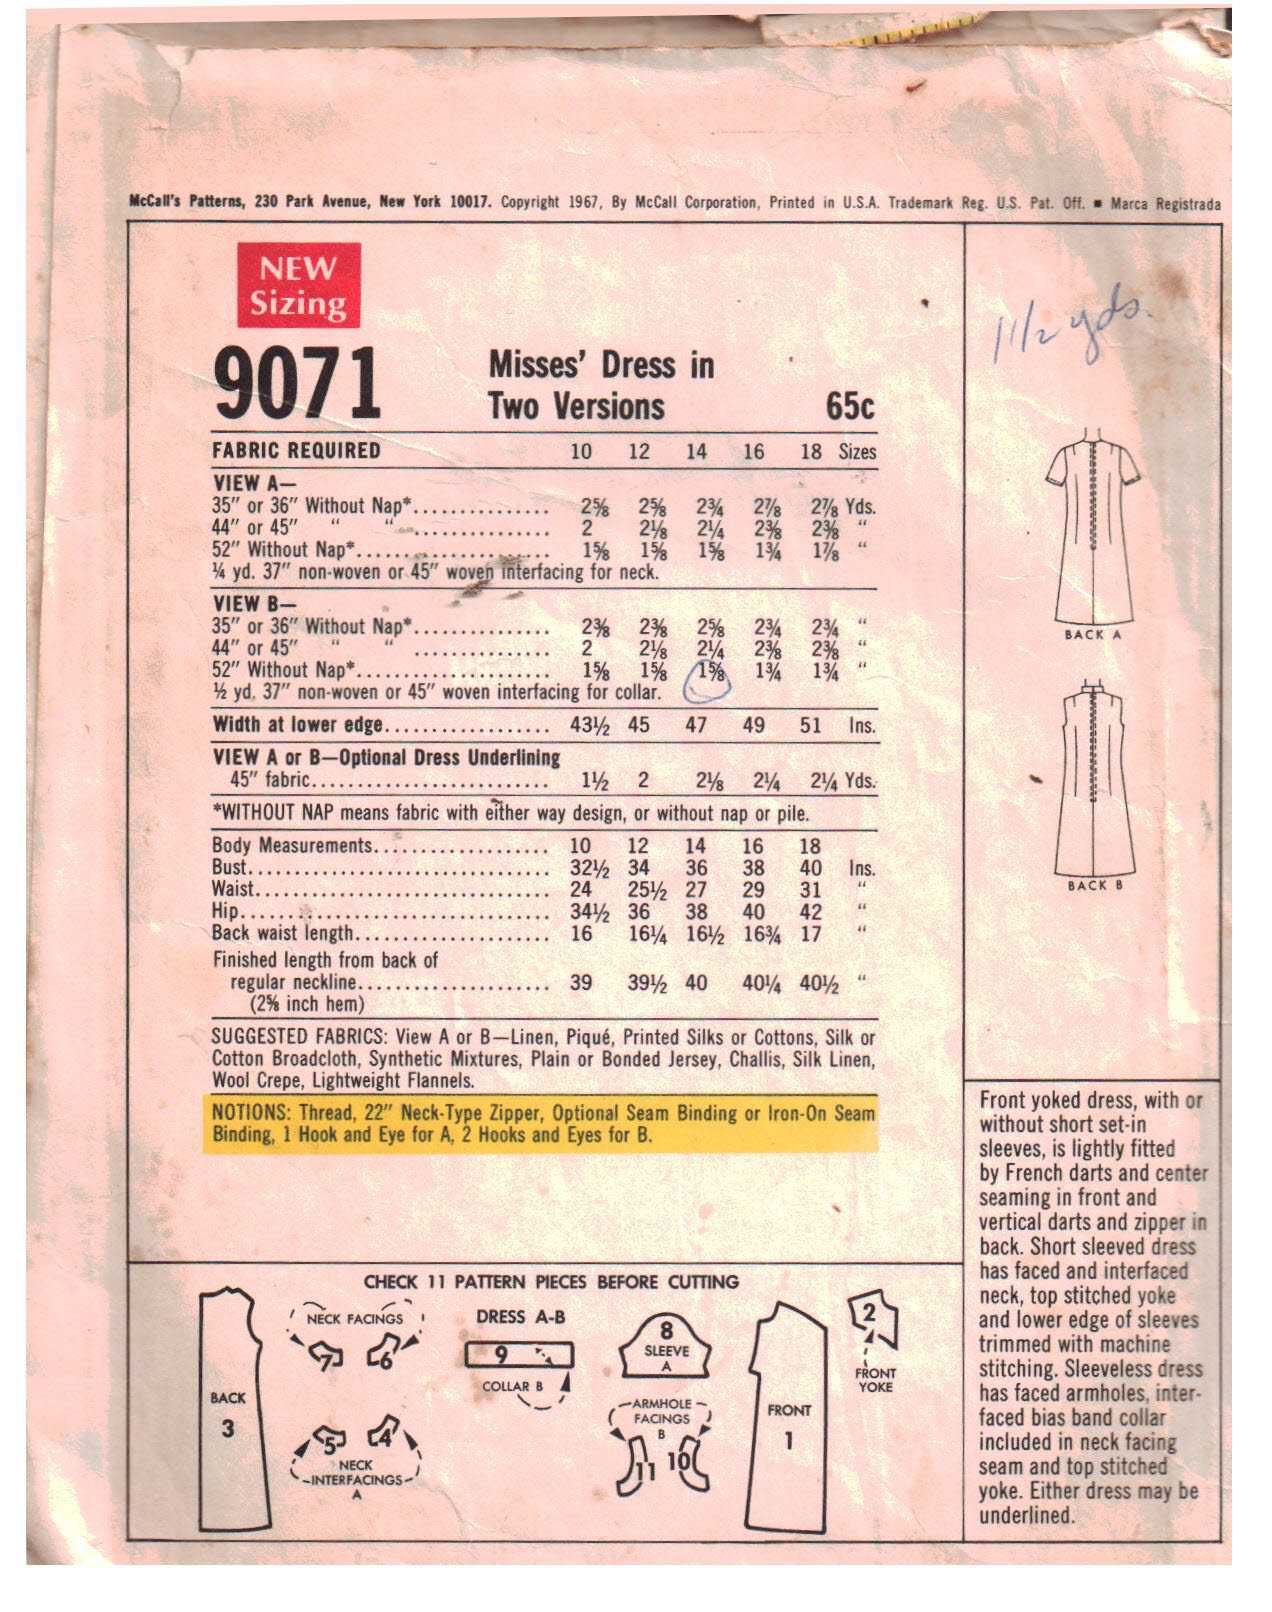 McCall's Patterns, 230 Park Avenue, New York 10017. Copyright 1967, By McCall Corporation, Printed in U.S.A. Trademark Reg. U.S. Pat. Off. ■ Marca Registrada
NEW
Sizing
9071
Misses' Dress in
Two Versions 65c
FABRIC REQUIRED 10 12 14 16 18 Sizes
VIEW A—
35" or 36" Without Nap*............... 2⅝ 2⅝ 2¾ 2⅞ 2⅞ Yds.
44" or 45" " " ............... 2 2⅛ 2¼ 2⅜ 2⅜ "
52" Without Nap*..................... 1⅝ 1⅝ 1⅝ 1¾ 1⅞ "
¼ yd. 37" non-woven or 45" woven interfacing for neck.
VIEW B—
35" or 36" Without Nap*............... 2⅜ 2⅜ 2⅝ 2¾ 2¾ "
44" or 45" " " ............... 2 2⅛ 2¼ 2⅜ 2⅜ "
52" Without Nap*..................... 1⅝ 1⅝ 1⅝ 1¾ 1¾ "
½ yd. 37" non-woven or 45" woven interfacing for collar.
Width at lower edge.................. 43½ 45 47 49 51 Ins.
VIEW A or B—Optional Dress Underlining
45" fabric.......................... 1½ 2 2⅛ 2¼ 2¼ Yds.
*WITHOUT NAP means fabric with either way design, or without nap or pile.
Body Measurements................... 10 12 14 16 18
Bust................................ 32½ 34 36 38 40 Ins.
Waist............................... 24 25½ 27 29 31 "
Hip................................. 34½ 36 38 40 42 "
Back waist length..................... 16 16¼ 16½ 16¾ 17 "
Finished length from back of
regular neckline..................... 39 39½ 40 40¼ 40½ "
(2⅝ inch hem)
SUGGESTED FABRICS: View A or B—Linen, Piqué, Printed Silks or Cottons, Silk or
Cotton Broadcloth, Synthetic Mixtures, Plain or Bonded Jersey, Challis, Silk Linen,
Wool Crepe, Lightweight Flannels.
NOTIONS: Thread, 22" Neck-Type Zipper, Optional Seam Binding or Iron-On Seam
Binding, 1 Hook and Eye for A, 2 Hooks and Eyes for B.
11/2 yds.
BACK A
BACK B
Front yoked dress, with or
without short set-in
sleeves, is lightly fitted
by French darts and center
seaming in front and
vertical darts and zipper in
back. Short sleeved dress
has faced and interfaced
neck, top stitched yoke
and lower edge of sleeves
trimmed with machine
stitching. Sleeveless dress
has faced armholes, inter-
faced bias band collar
included in neck facing
seam and top stitched
yoke. Either dress may be
underlined.
CHECK 11 PATTERN PIECES BEFORE CUTTING
DRESS A-B
BACK
3
NECK FACINGS
7 6
5 4
NECK
INTERFACINGS
A
9
COLLAR B
8
SLEEVE
A
ARMHOLE
FACINGS
B
11 10
FRONT
1
2
FRONT
YOKE